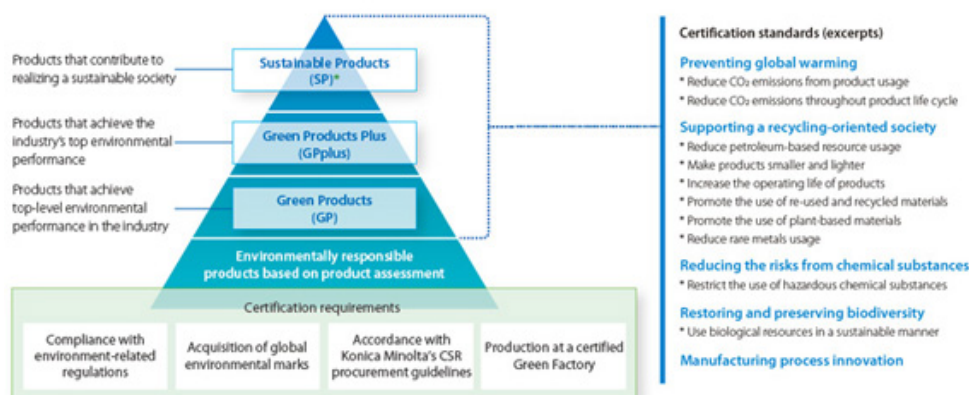 Products that contribute to
realizing a sustainable society
Sustainable Products
(SP)*
Products that achieve the
industry's top environmental
performance
Green Products Plus
(GPplus)
Products that achieve
top-level environmental
performance in the industry
Green Products
(GP)
Environmentally responsible
products based on product assessment
Certification requirements
Compliance with
environment-related
regulations
Acquisition of global
environmental marks
Accordance with
Konica Minolta's CSR
procurement guidelines
Production at a certified
Green Factory
Certification standards (excerpts)
Preventing global warming
* Reduce CO₂ emissions from product usage
* Reduce CO₂ emissions throughout product life cycle
Supporting a recycling-oriented society
* Reduce petroleum-based resource usage
* Make products smaller and lighter
* Increase the operating life of products
* Promote the use of re-used and recycled materials
* Promote the use of plant-based materials
* Reduce rare metals usage
Reducing the risks from chemical substances
* Restrict the use of hazardous chemical substances
Restoring and preserving biodiversity
* Use biological resources in a sustainable manner
Manufacturing process innovation